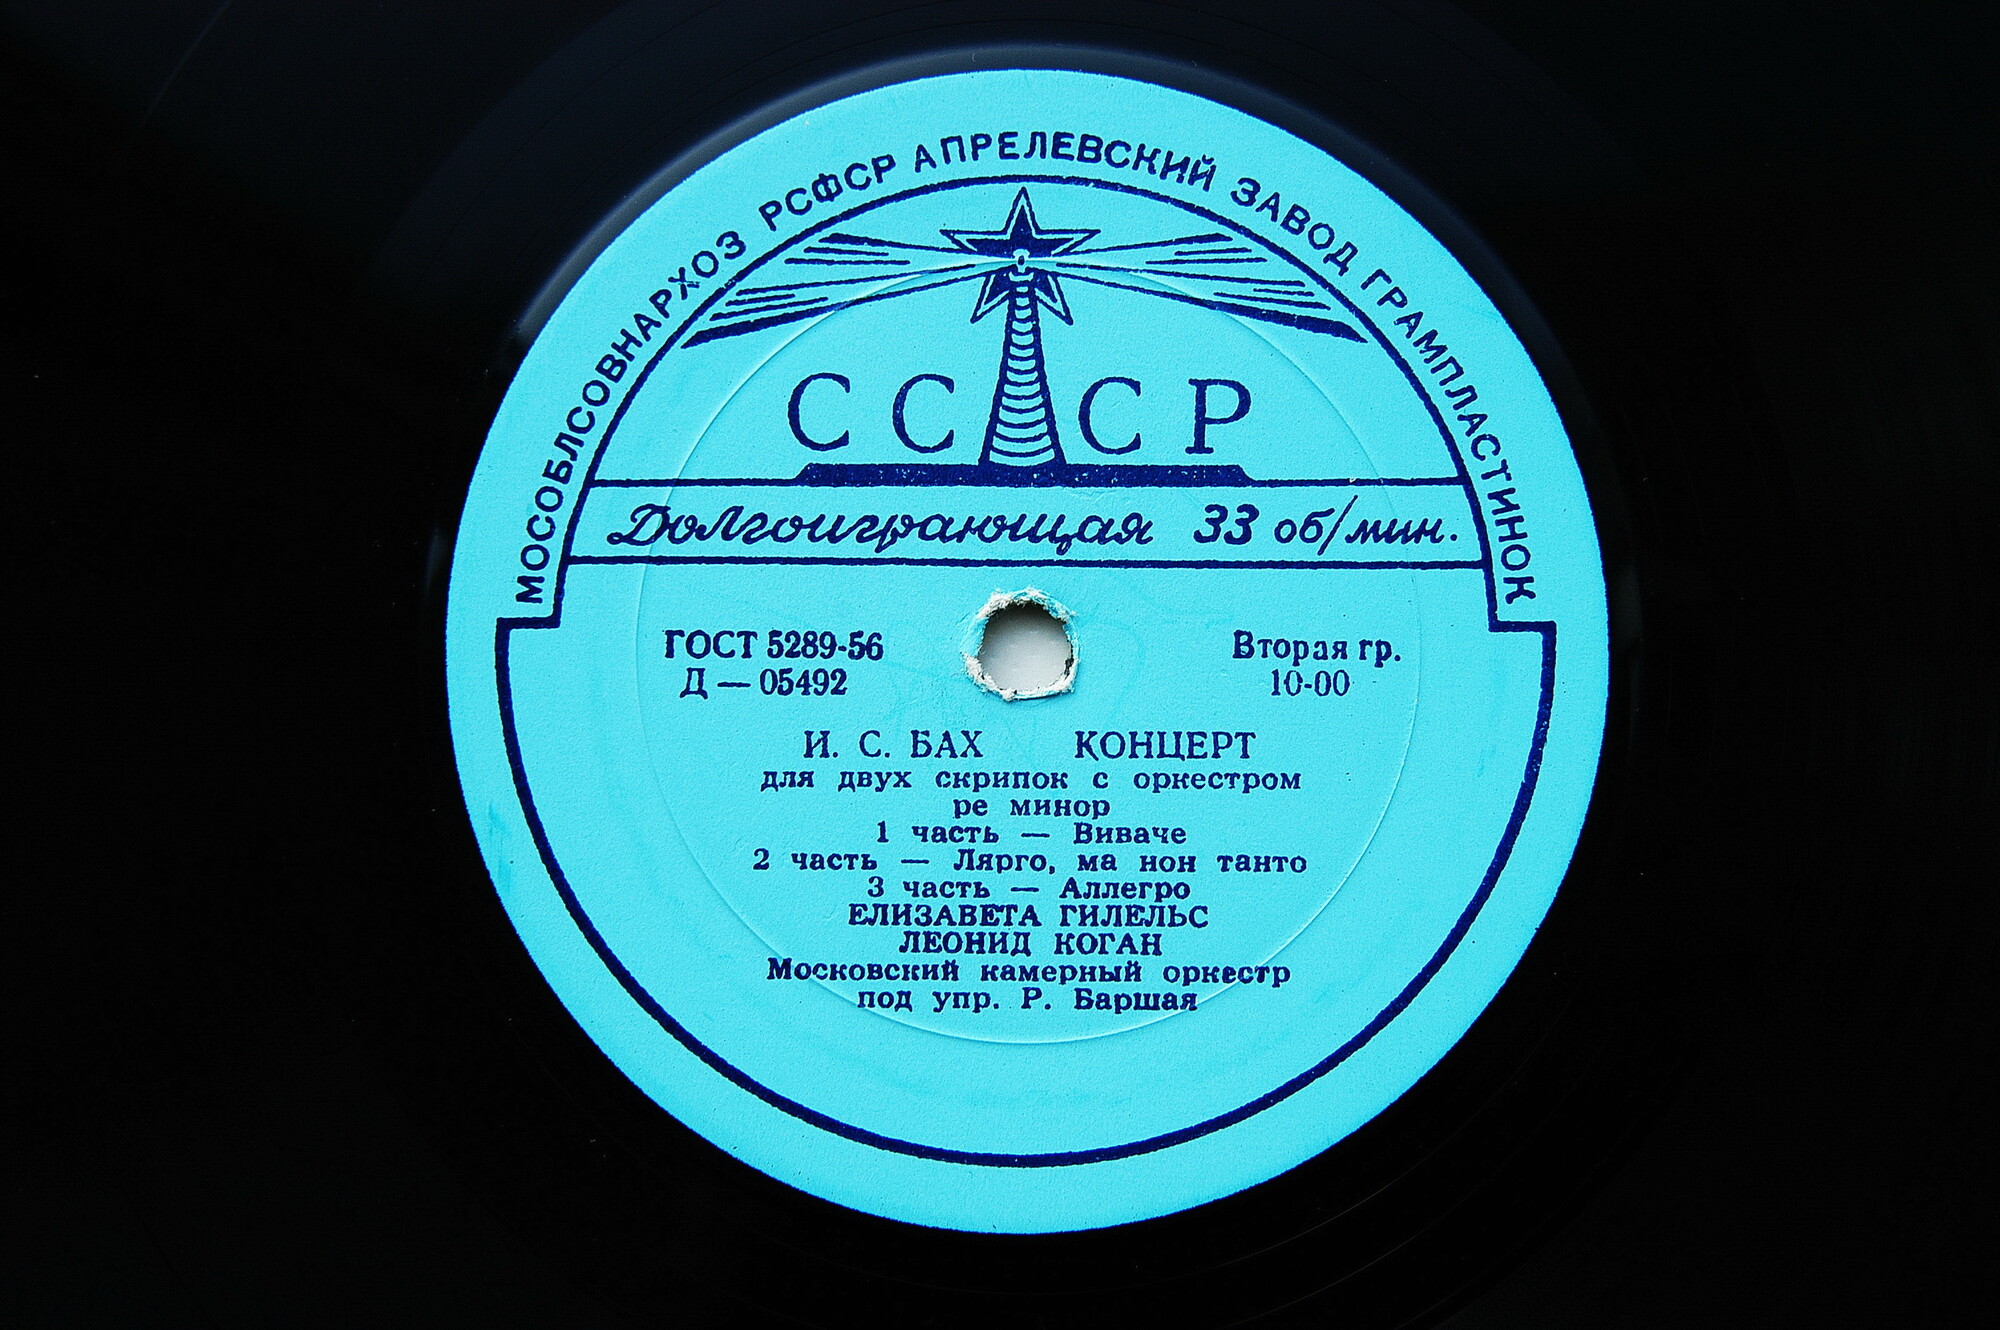 МОСОБЛСОВНАРХОЗ РСФСР АПРЕЛЕВСКИЙ ЗАВОД ГРАМПЛАСТИНОК
СССР
Долгоиграющая 33 об/мин.
ГОСТ 5289-56
Д — 05492
Вторая гр.
10-00
И. С. БАХ КОНЦЕРТ
для двух скрипок с оркестром
ре минор
1 часть — Виваче
2 часть — Лярго, ма нон танто
3 часть — Аллегро
ЕЛИЗАВЕТА ГИЛЕЛЬС
ЛЕОНИД КОГАН
Московский камерный оркестр
под упр. Р. Баршая